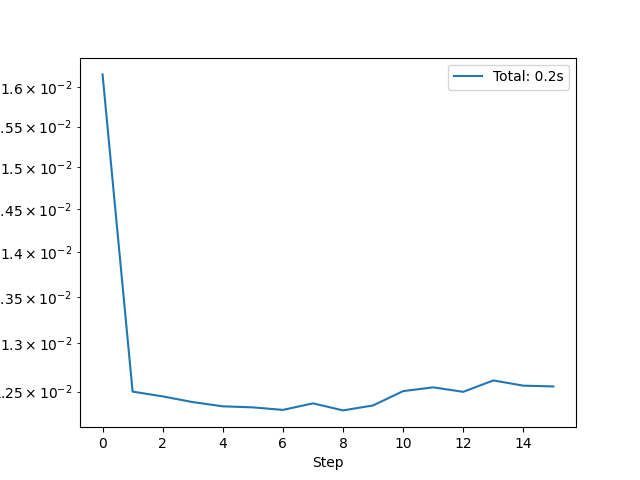 Total: 0.2s
1.6 × 10⁻²
.55 × 10⁻²
1.5 × 10⁻²
.45 × 10⁻²
1.4 × 10⁻²
.35 × 10⁻²
1.3 × 10⁻²
.25 × 10⁻²
0 2 4 6 8 10 12 14
Step